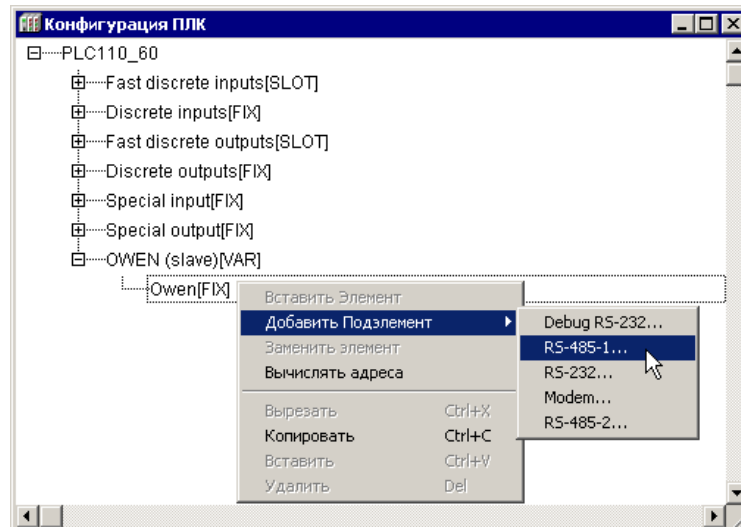 Конфигурация ПЛК
PLC110_60
Fast discrete inputs[SLOT]
Discrete inputs[FIX]
Fast discrete outputs[SLOT]
Discrete outputs[FIX]
Special input[FIX]
Special output[FIX]
OWEN (slave)[VAR]
Owen[FIX]
Вставить Элемент
Добавить Подэлемент
Заменить элемент
Вычислять адреса
Вырезать Ctrl+X
Копировать Ctrl+C
Вставить Ctrl+V
Удалить Del
Debug RS-232...
RS-485-1...
RS-232...
Modem...
RS-485-2...